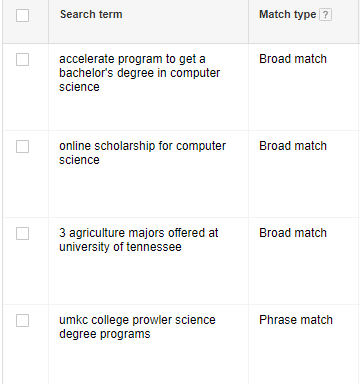 Search term Match type ?
accelerate program to get a Broad match
bachelor's degree in computer
science
online scholarship for computer Broad match
science
3 agriculture majors offered at Broad match
university of tennessee
umkc college prowler science Phrase match
degree programs